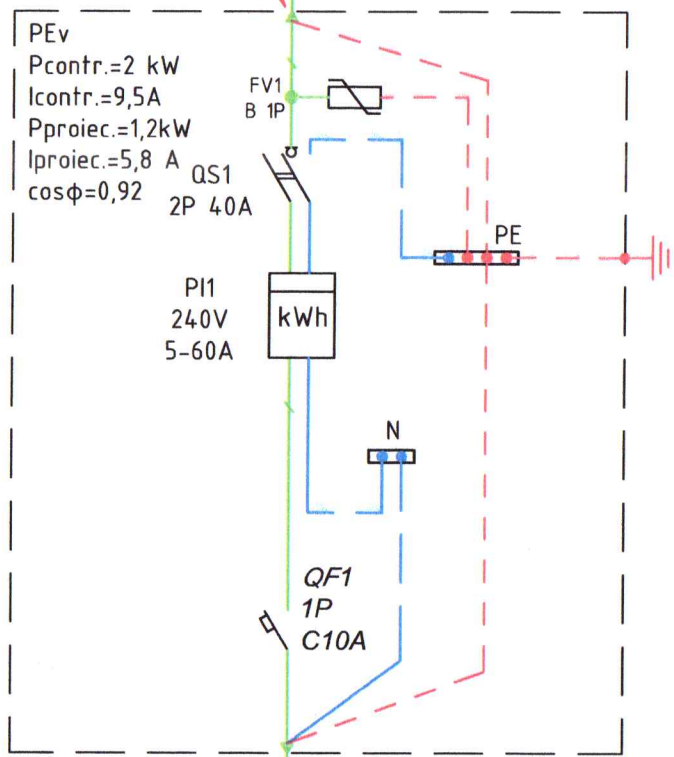 PEv
Pcontr.=2 kW
Icontr.=9,5A
Pproiec.=1,2kW
Iproiec.=5,8 A
cosϕ=0,92
FV1
B 1P
QS1
2P 40A
PE
PI1
240V
5-60A
kWh
N
QF1
1P
C10A